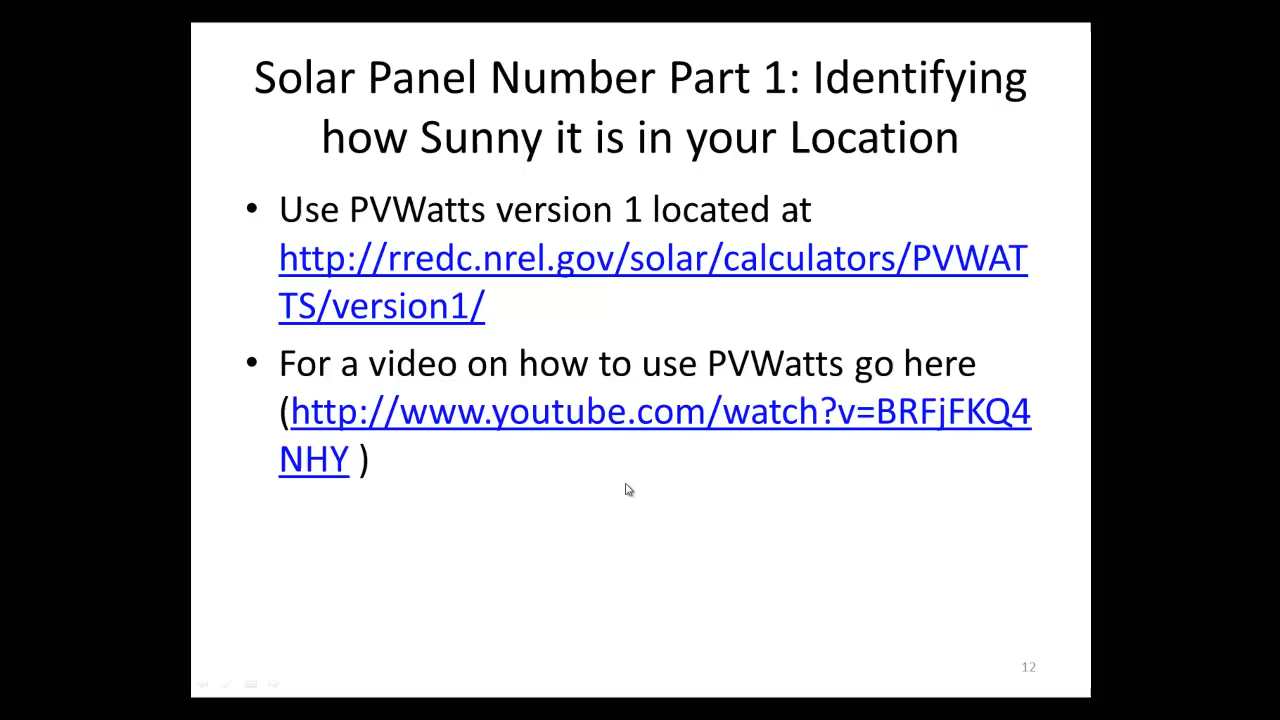 Solar Panel Number Part 1: Identifying
how Sunny it is in your Location
• Use PVWatts version 1 located at
http://rredc.nrel.gov/solar/calculators/PVWAT
TS/version1/
• For a video on how to use PVWatts go here
(http://www.youtube.com/watch?v=BRFjFKQ4
NHY )
12